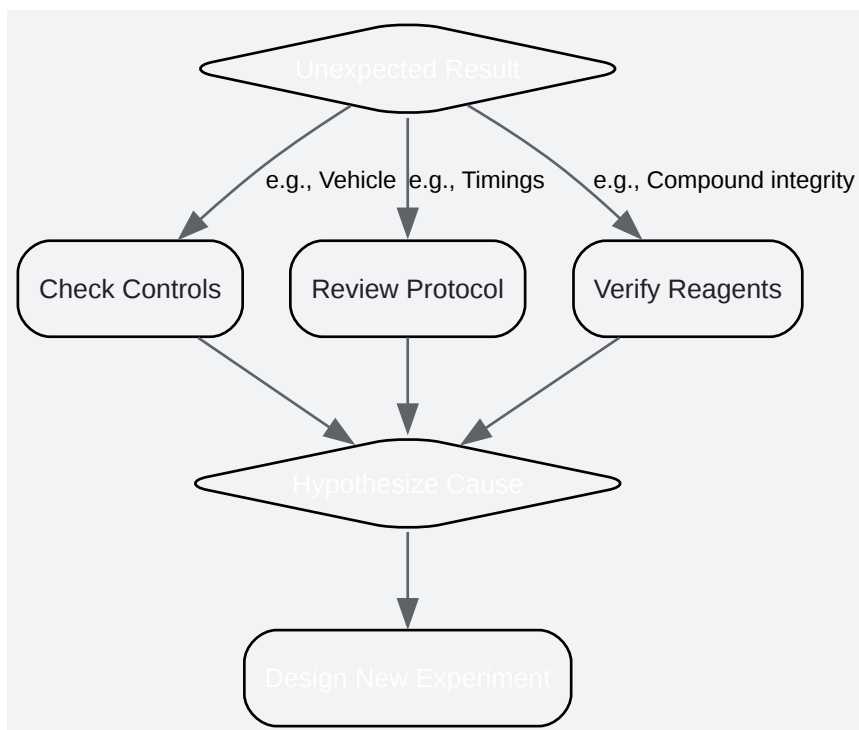 Unexpected Result
e.g., Vehicle
e.g., Timings
e.g., Compound integrity
Check Controls
Review Protocol
Verify Reagents
Hypothesize Cause
Design New Experiment